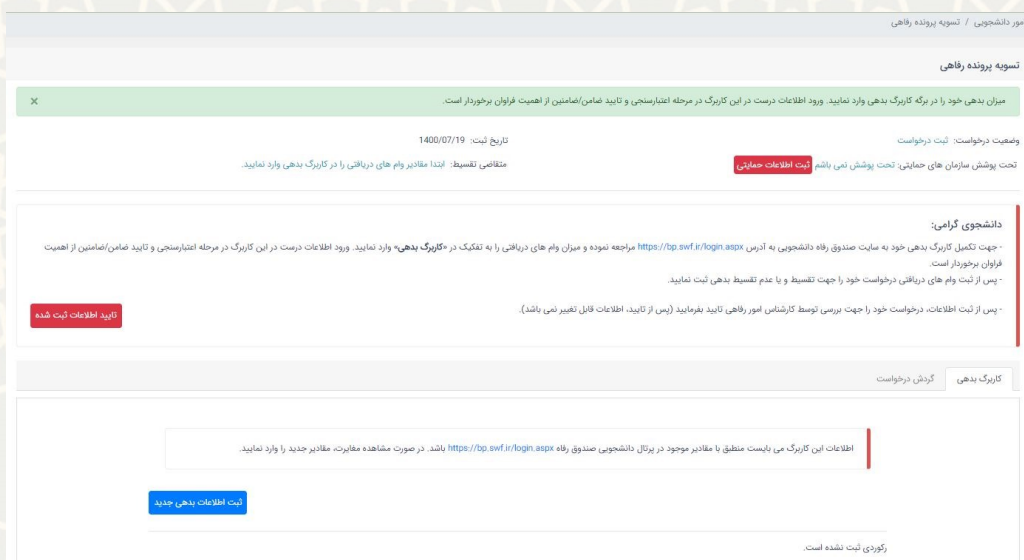 مور دانشجویی / تسویه پرونده رفاهی
تسویه پرونده رفاهی
میزان بدهی خود را در برگه کاربرگ بدهی وارد نمایید. ورود اطلاعات درست در این کاربرگ در مرحله اعتبارسنجی و تایید ضامن/ضامنین از اهمیت فراوان برخوردار است. ×
وضعیت درخواست: ثبت درخواست تاریخ ثبت: 1400/07/19
تحت پوشش سازمان های حمایتی: تحت پوشش نمی باشم ثبت اطلاعات حمایتی متقاضی تقسیط: ابتدا مقادیر وام های دریافتی را در کاربرگ بدهی وارد نمایید.
دانشجوی گرامی:
- جهت تکمیل کاربرگ بدهی خود به سایت صندوق رفاه دانشجویی به آدرس https://bp.swf.ir/login.aspx مراجعه نموده و میزان وام های دریافتی را به تفکیک در «کاربرگ بدهی» وارد نمایید. ورود اطلاعات درست در این کاربرگ در مرحله اعتبارسنجی و تایید ضامن/ضامنین از اهمیت
فراوان برخوردار است.
- پس از ثبت وام های دریافتی درخواست خود را جهت تقسیط و یا عدم تقسیط بدهی ثبت نمایید.
- پس از ثبت اطلاعات، درخواست خود را جهت بررسی توسط کارشناس امور رفاهی تایید بفرمایید (پس از تایید، اطلاعات قابل تغییر نمی باشد).
تایید اطلاعات ثبت شده
کاربرگ بدهی گردش درخواست
اطلاعات این کاربرگ می بایست منطبق با مقادیر موجود در پرتال دانشجویی صندوق رفاه https://bp.swf.ir/login.aspx باشد. در صورت مشاهده مغایرت، مقادیر جدید را وارد نمایید.
ثبت اطلاعات بدهی جدید
رکوردی ثبت نشده است.